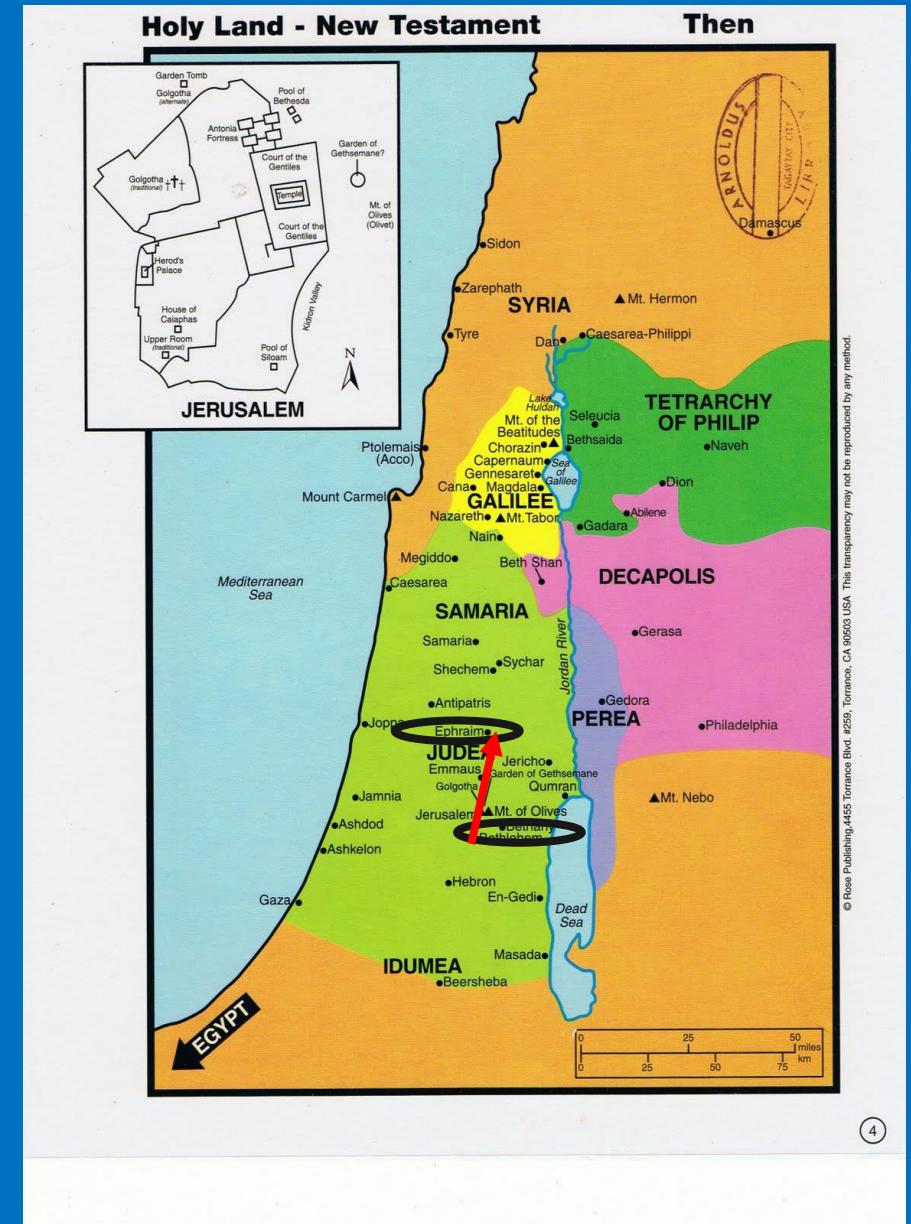 Holy Land - New Testament
Then
Garden Tomb
Golgotha
(alternate)
Pool of
Bethesda
Antonia
Fortress
Garden of
Gethsemane?
Court of the
Gentiles
Golgotha
(traditional)
Temple
Mt. of
Olives
(Olivet)
Court of the
Gentiles
Herod's
Palace
House of
Caiaphas
Upper Room
(traditional)
Kidron Valley
Pool of
Siloam
N
JERUSALEM
ARNOLDUS
TAGAYTAY CITY
Damascus
Sidon
Zarephath
SYRIA
Mt. Hermon
Tyre
Dan
Caesarea-Philippi
Lake
Huldah
TETRARCHY
OF PHILIP
Seleucia
Mt. of the
Beatitudes
Bethsaida
Naveh
Chorazin
Ptolemais
(Acco)
Capernaum
Sea
of
Galilee
Gennesaret
Cana
Magdala
Dion
Mount Carmel
GALILEE
Nazareth
Mt. Tabor
Abilene
Gadara
Nain
Megiddo
Beth Shan
DECAPOLIS
Caesarea
Mediterranean
Sea
SAMARIA
Jordan River
Samaria
Gerasa
Sychar
Shechem
Antipatris
Gedora
PEREA
Joppa
Ephraim
Philadelphia
JUDEA
Jericho
Emmaus
Garden of Gethsemane
Golgotha
Qumran
Jamnia
Mt. Nebo
Jerusalem
Mt. of Olives
Ashdod
Bethany
Bethlehem
Ashkelon
Hebron
Gaza
En-Gedi
Dead
Sea
Masada
IDUMEA
Beersheba
EGYPT
0 25 50
miles
km
0 25 50 75
© Rose Publishing,4455 Torrance Blvd. #259, Torrance, CA 90503 USA This transparency may not be reproduced by any method.
4